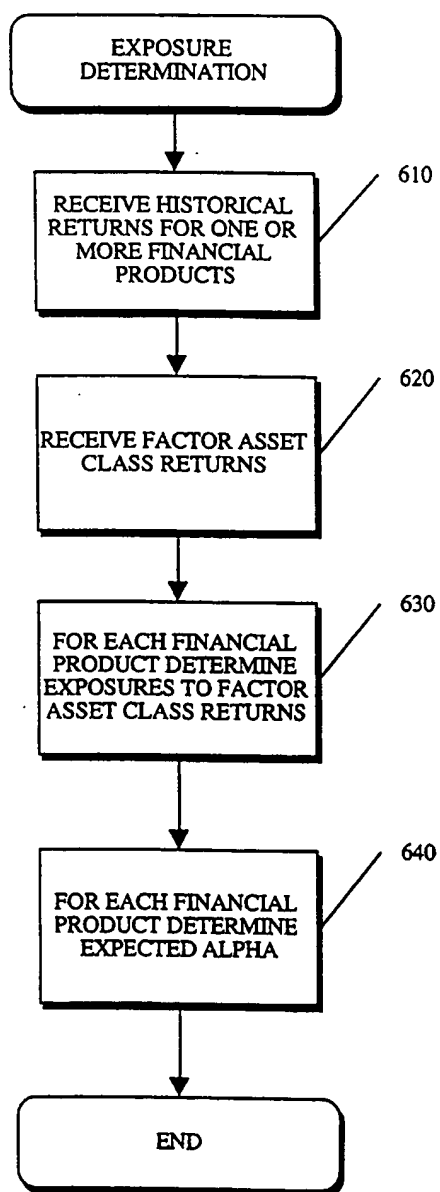 EXPOSURE
DETERMINATION
610
RECEIVE HISTORICAL
RETURNS FOR ONE OR
MORE FINANCIAL
PRODUCTS
620
RECEIVE FACTOR ASSET
CLASS RETURNS
630
FOR EACH FINANCIAL
PRODUCT DETERMINE
EXPOSURES TO FACTOR
ASSET CLASS RETURNS
640
FOR EACH FINANCIAL
PRODUCT DETERMINE
EXPECTED ALPHA
END